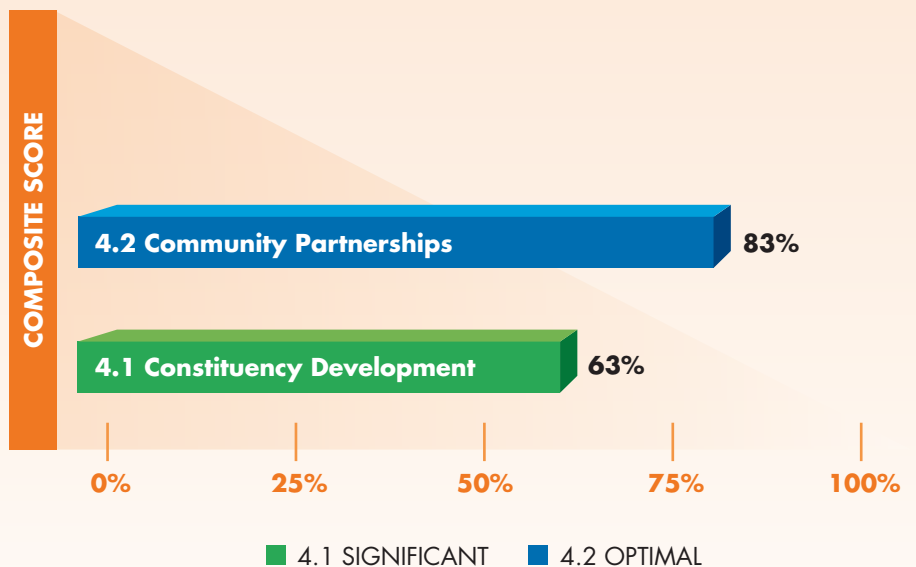 COMPOSITE SCORE
4.2 Community Partnerships
83%
4.1 Constituency Development
63%
0% 25% 50% 75% 100%
4.1 SIGNIFICANT 4.2 OPTIMAL